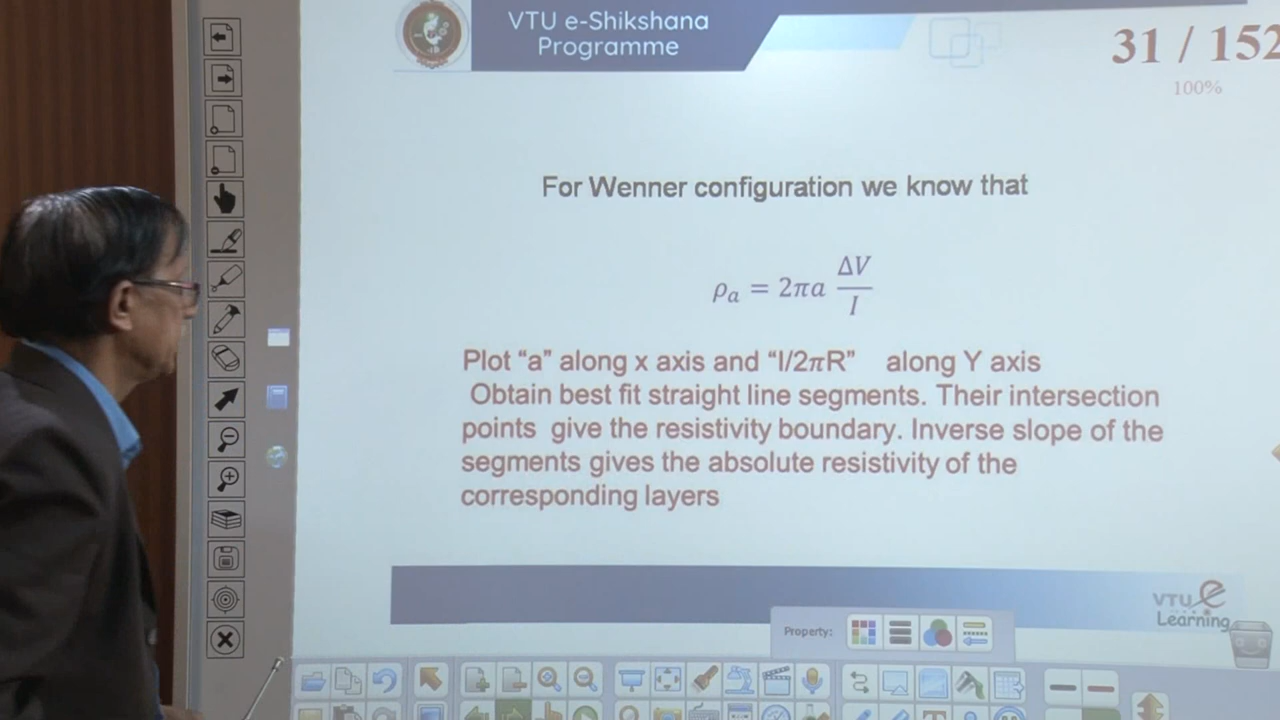 VTU e-Shikshana
Programme
31 / 152
100%
For Wenner configuration we know that
ρₐ = 2πa ΔV/I
Plot “a” along x axis and “I/2πR” along Y axis
Obtain best fit straight line segments. Their intersection
points give the resistivity boundary. Inverse slope of the
segments gives the absolute resistivity of the
corresponding layers
VTU e
Learning
Property: